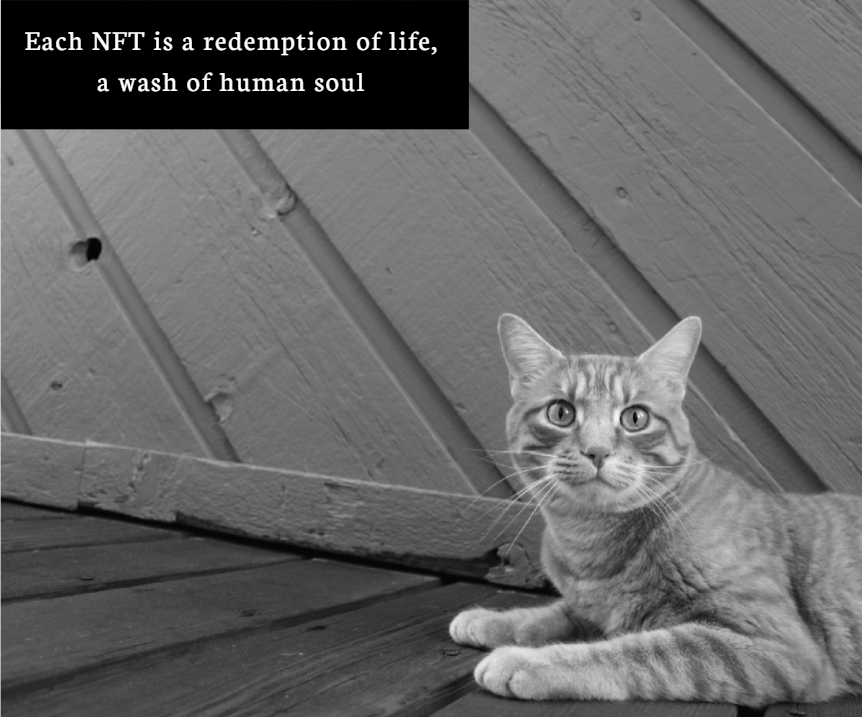 Each NFT is a redemption of life,
a wash of human soul